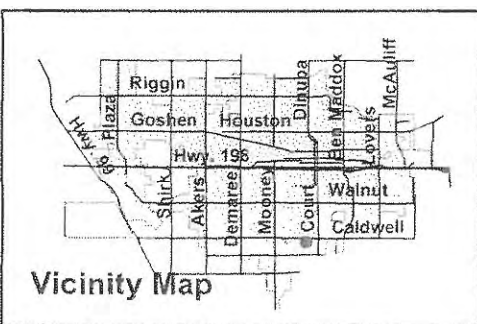 Riggin
Goshen Houston
Hwy. 198
Walnut
Caldwell
Hwy. 99
Plaza
Shirk
Akers
Demaree
Mooney
Court
Dinuba
Ben Maddox
Lovers
McAuliff
Vicinity Map